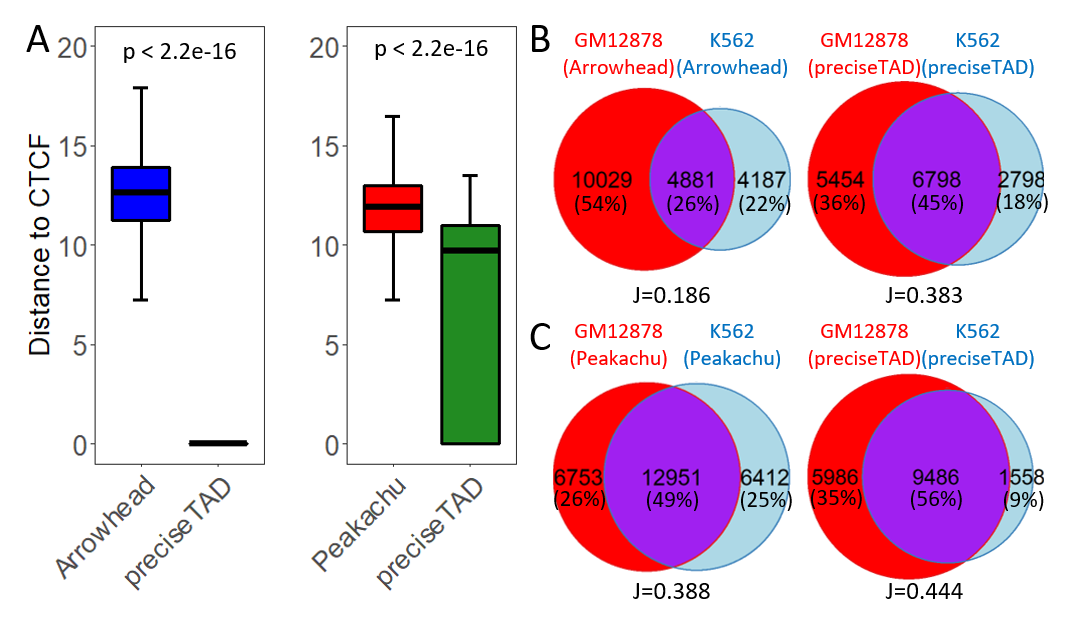 A
Distance to CTCF
20
15
10
5
0
p < 2.2e-16
Arrowhead
preciseTAD
20
15
10
5
0
p < 2.2e-16
Peakachu
preciseTAD
B
GM12878 K562
(Arrowhead) (Arrowhead)
10029 4881 4187
(54%) (26%) (22%)
J=0.186
GM12878 K562
(preciseTAD) (preciseTAD)
5454 6798 2798
(36%) (45%) (18%)
J=0.383
C
GM12878 K562
(Peakachu) (Peakachu)
6753 12951 6412
(26%) (49%) (25%)
J=0.388
GM12878 K562
(preciseTAD) (preciseTAD)
5986 9486 1558
(35%) (56%) (9%)
J=0.444